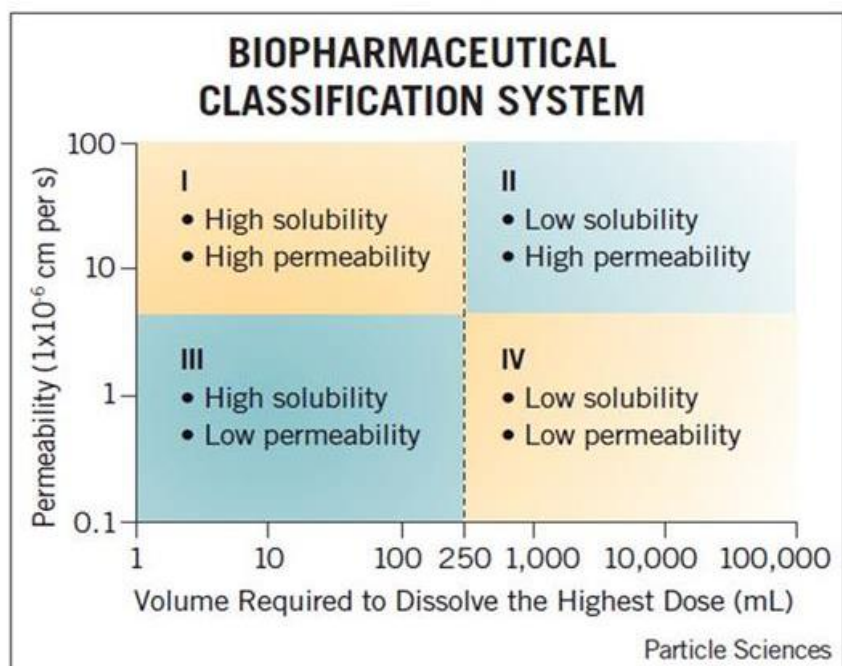 BIOPHARMACEUTICAL
CLASSIFICATION SYSTEM
Permeability (1x10⁻⁶ cm per s)
100
10
1
0.1
I
• High solubility
• High permeability
II
• Low solubility
• High permeability
III
• High solubility
• Low permeability
IV
• Low solubility
• Low permeability
1 10 100 250 1,000 10,000 100,000
Volume Required to Dissolve the Highest Dose (mL)
Particle Sciences